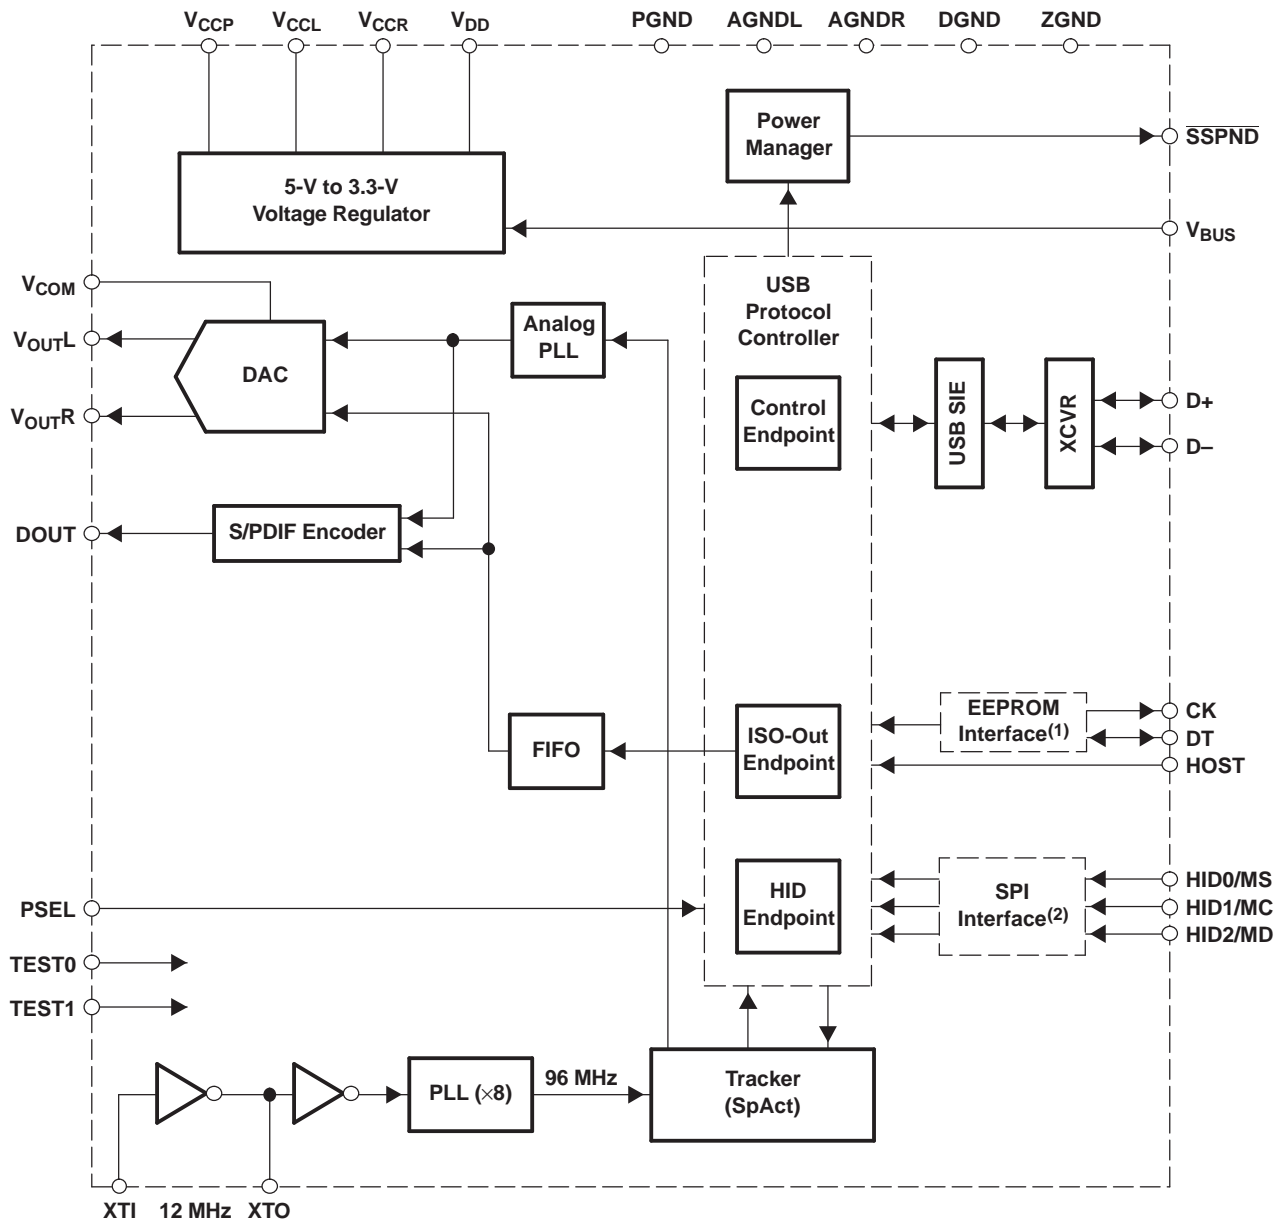 VCCP VCCL VCCR VDD PGND AGNDL AGNDR DGND ZGND
Power
Manager
SSPND
5-V to 3.3-V
Voltage Regulator
VBUS
VCOM
USB
Protocol
Controller
Analog
PLL
VOUTL
DAC
VOUTR
Control
Endpoint
USB SIE
XCVR
D+
D–
DOUT
S/PDIF Encoder
EEPROM
Interface(1)
CK
DT
HOST
FIFO
ISO-Out
Endpoint
HID
Endpoint
SPI
Interface(2)
HID0/MS
HID1/MC
HID2/MD
PSEL
TEST0
TEST1
PLL (×8)
96 MHz
Tracker
(SpAct)
XTI 12 MHz XTO